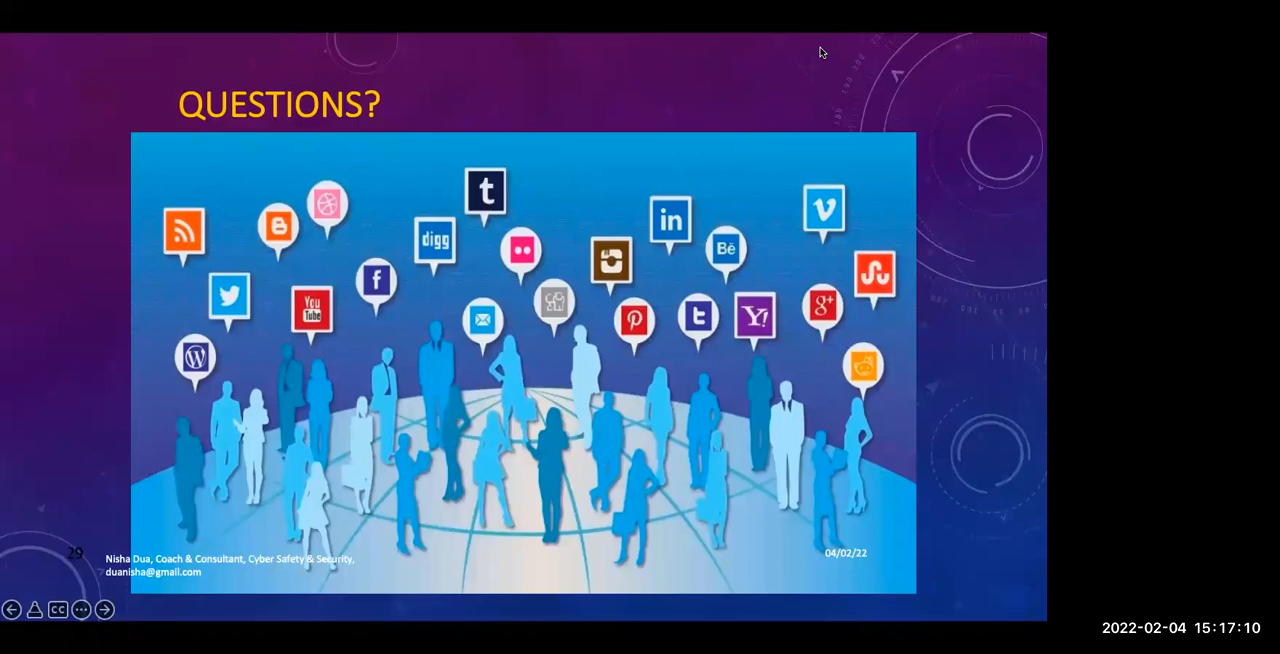 QUESTIONS?
t
in
digg
Bē
B
f
You
Tube
t
Y!
g+
29
Nisha Dua, Coach & Consultant, Cyber Safety & Security,
duanisha@gmail.com
04/02/22
CC
2022-02-04 15:17:10